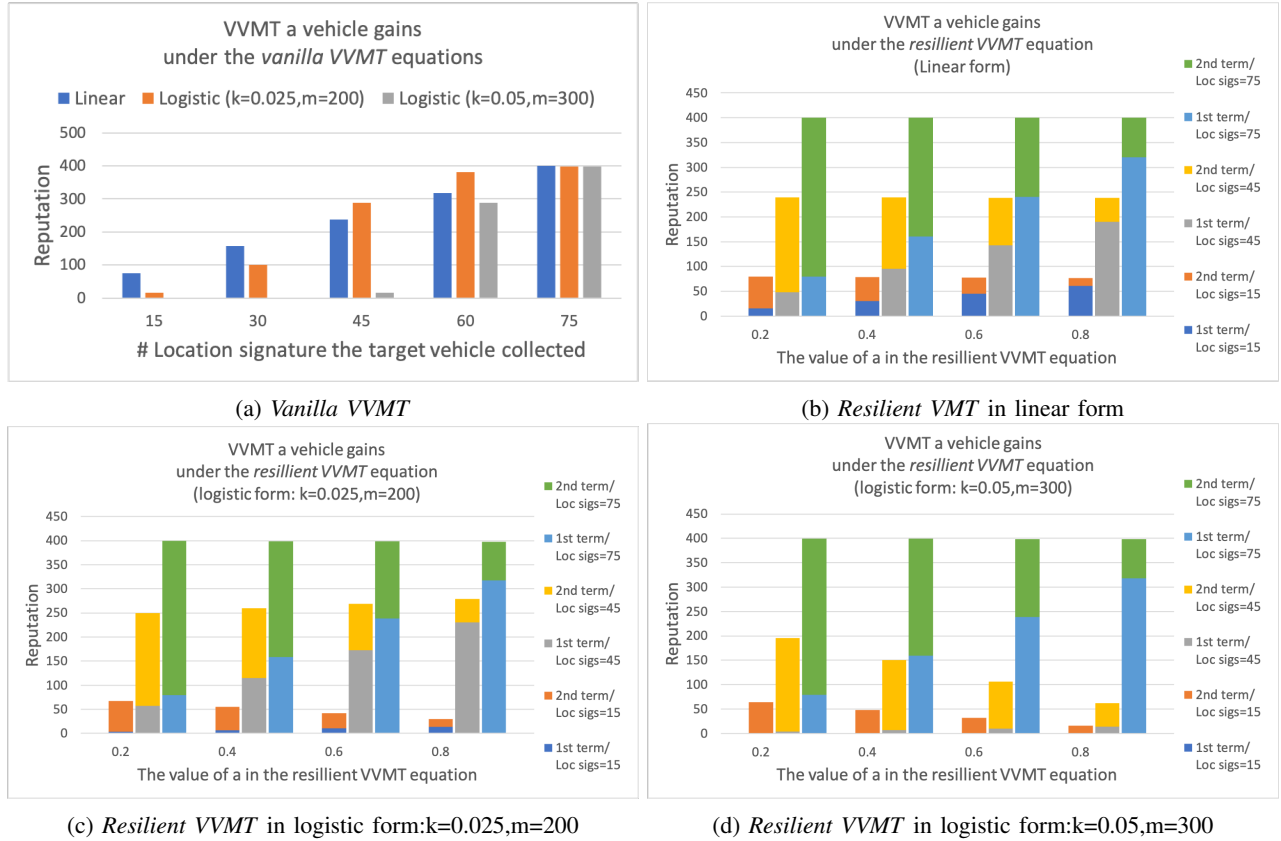 VVMT a vehicle gains
under the vanilla VVMT equations
Linear
Logistic (k=0.025,m=200)
Logistic (k=0.05,m=300)
Reputation
500
400
300
200
100
0
15
30
45
60
75
# Location signature the target vehicle collected
(a) Vanilla VVMT
VVMT a vehicle gains
under the resillient VVMT equation
(Linear form)
Reputation
450
400
350
300
250
200
150
100
50
0
0.2
0.4
0.6
0.8
The value of a in the resillient VVMT equation
2nd term/
Loc sigs=75
1st term/
Loc sigs=75
2nd term/
Loc sigs=45
1st term/
Loc sigs=45
2nd term/
Loc sigs=15
1st term/
Loc sigs=15
(b) Resilient VMT in linear form
VVMT a vehicle gains
under the resillient VVMT equation
(logistic form: k=0.025,m=200)
Reputation
450
400
350
300
250
200
150
100
50
0
0.2
0.4
0.6
0.8
The value of a in the resillient VVMT equation
2nd term/
Loc sigs=75
1st term/
Loc sigs=75
2nd term/
Loc sigs=45
1st term/
Loc sigs=45
2nd term/
Loc sigs=15
1st term/
Loc sigs=15
(c) Resilient VVMT in logistic form:k=0.025,m=200
VVMT a vehicle gains
under the resillient VVMT equation
(logistic form: k=0.05,m=300)
Reputation
450
400
350
300
250
200
150
100
50
0
0.2
0.4
0.6
0.8
The value of a in the resillient VVMT equation
2nd term/
Loc sigs=75
1st term/
Loc sigs=75
2nd term/
Loc sigs=45
1st term/
Loc sigs=45
2nd term/
Loc sigs=15
1st term/
Loc sigs=15
(d) Resilient VVMT in logistic form:k=0.05,m=300